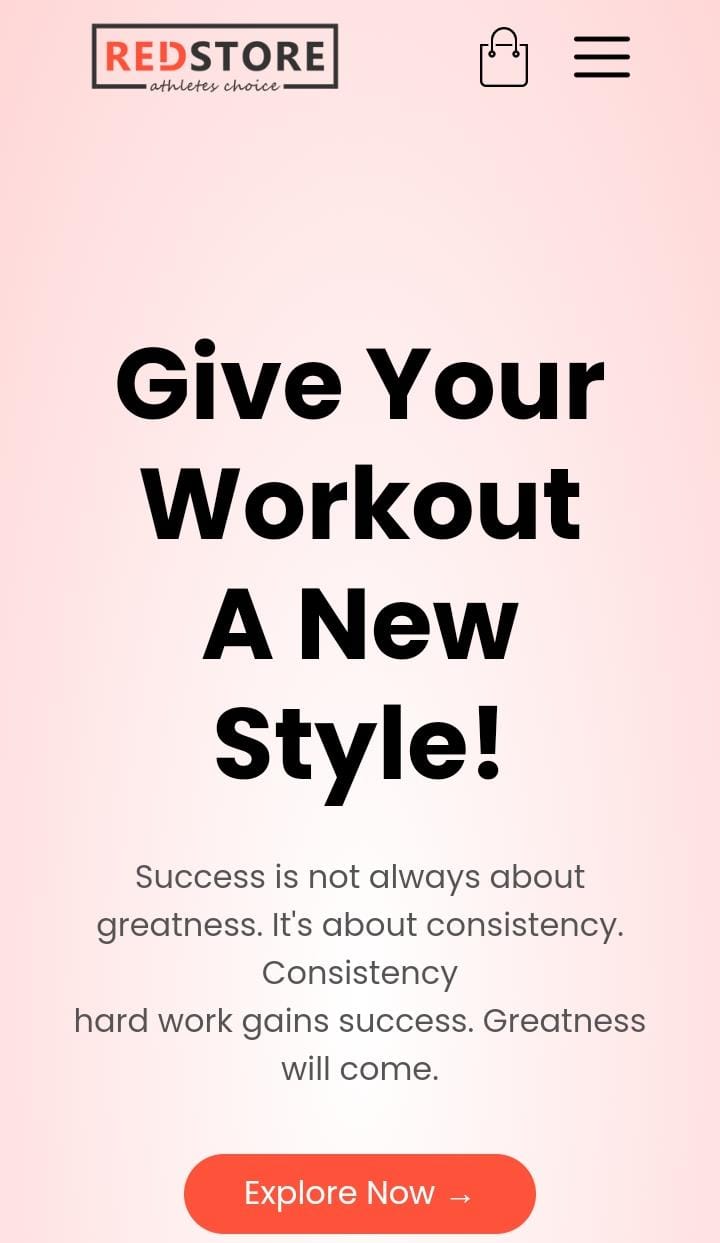 REDSTORE
athletes choice
Give Your
Workout
A New
Style!
Success is not always about
greatness. It's about consistency.
Consistency
hard work gains success. Greatness
will come.
Explore Now →